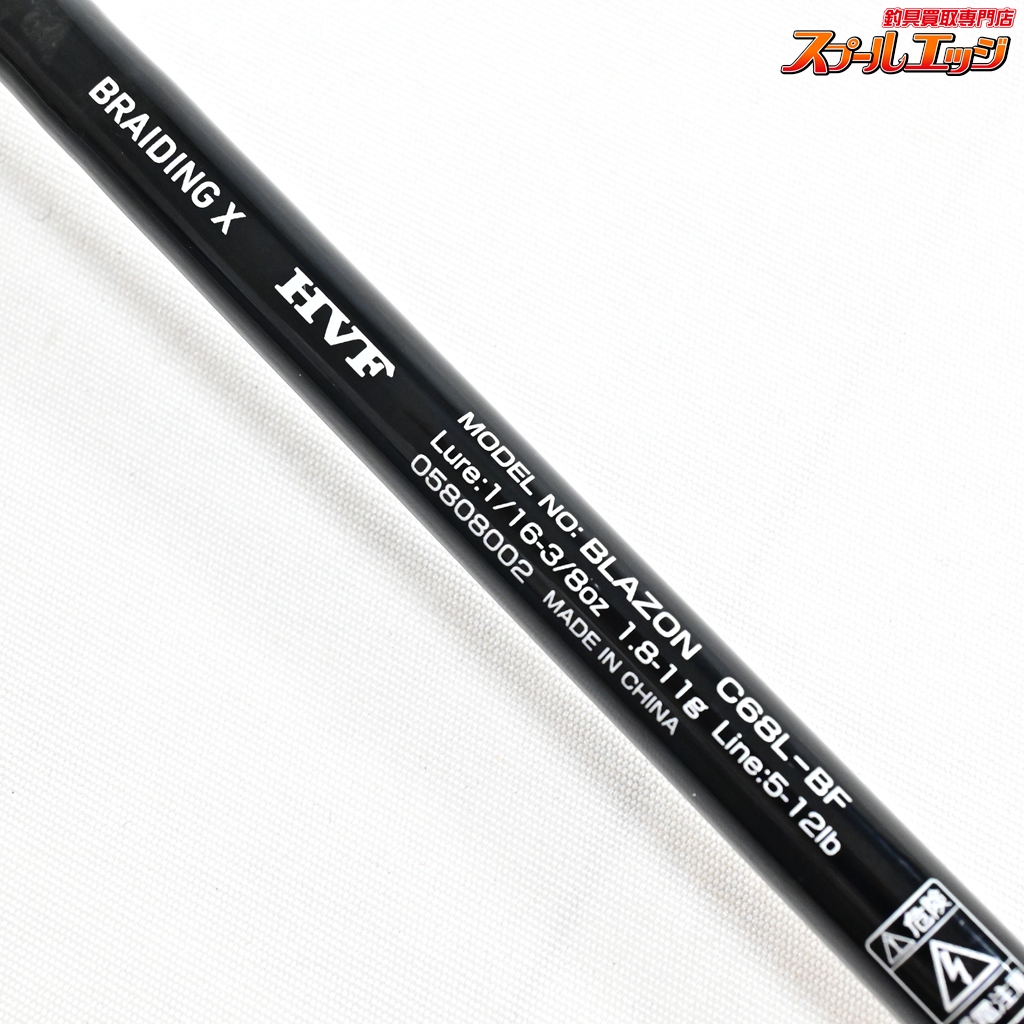 釣具買取専門店
スプールエッジ
BRAIDING X
HVF
MODEL NO: BLAZON C68L-BF
Lure:1/16-3/8oz 1.8-11g Line:5-12lb
05808002 MADE IN CHINA
危険